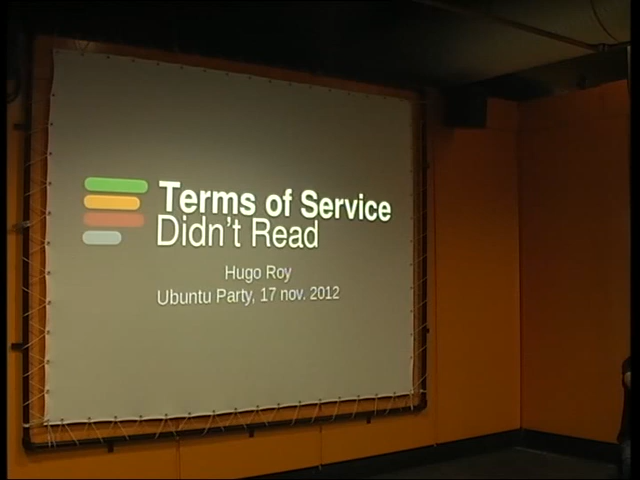 Terms of Service
Didn't Read
Hugo Roy
Ubuntu Party, 17 nov. 2012